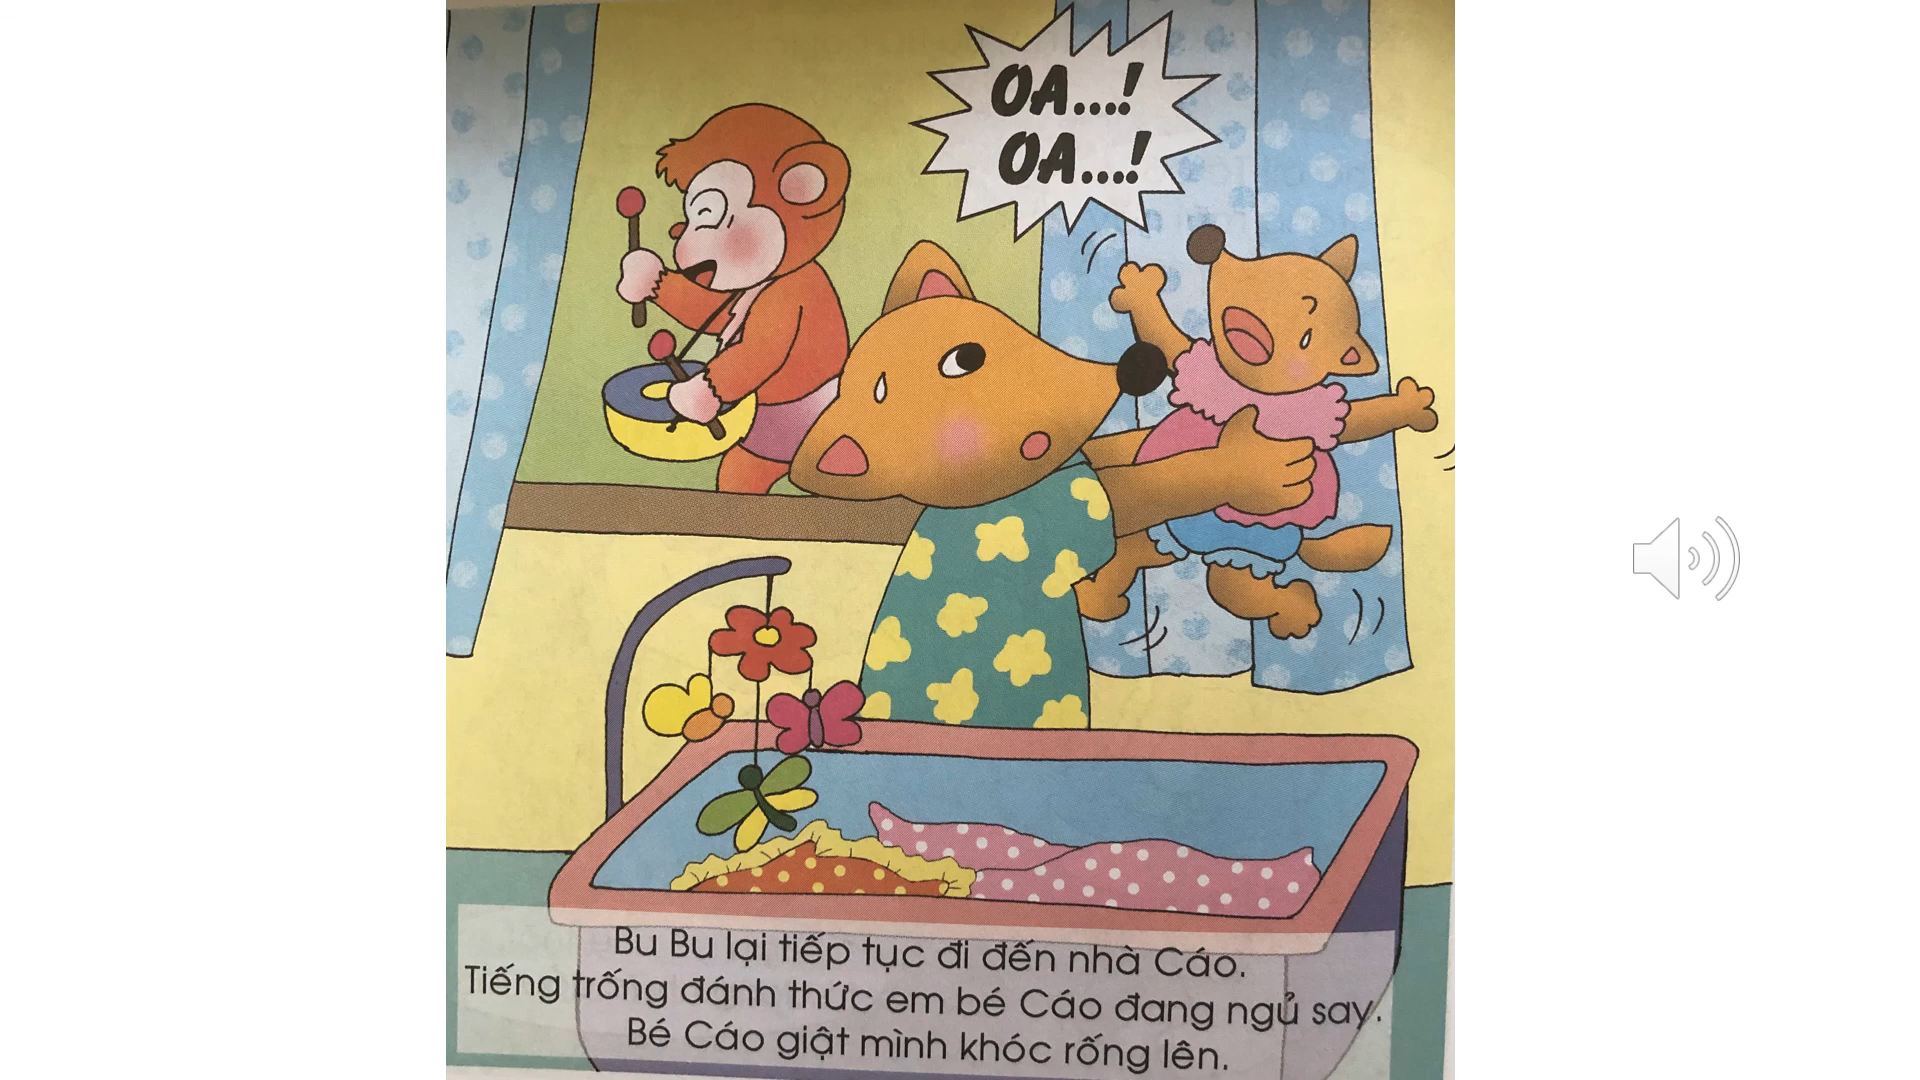 OA....!
OA....!
Bu Bu lại tiếp tục đi đến nhà Cáo.
Tiếng trống đánh thức em bé Cáo đang ngủ say.
Bé Cáo giật mình khóc rống lên.